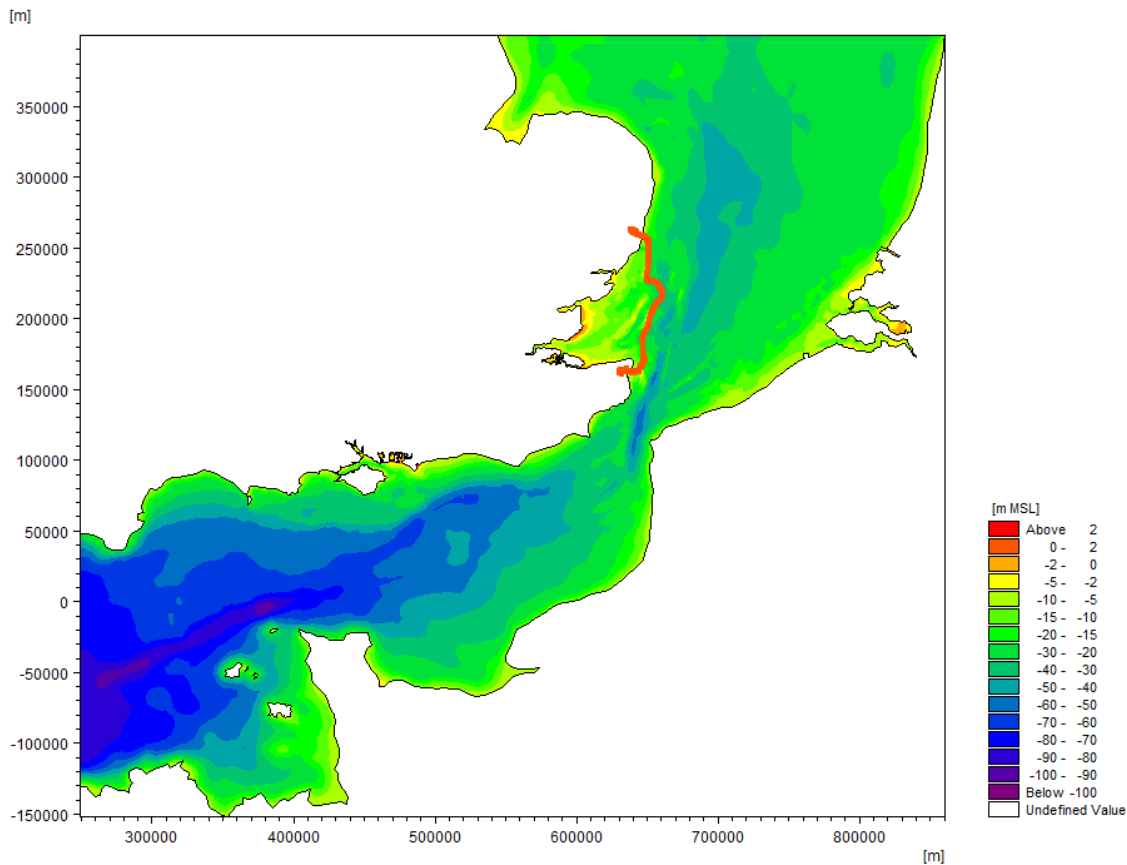 [m]
350000
300000
250000
200000
150000
100000
50000
0
-50000
-100000
-150000
300000 400000 500000 600000 700000 800000
[m]
[m MSL]
Above 2
0 - 2
-2 - 0
-5 - -2
-10 - -5
-15 - -10
-20 - -15
-30 - -20
-40 - -30
-50 - -40
-60 - -50
-70 - -60
-80 - -70
-90 - -80
-100 - -90
Below -100
Undefined Value